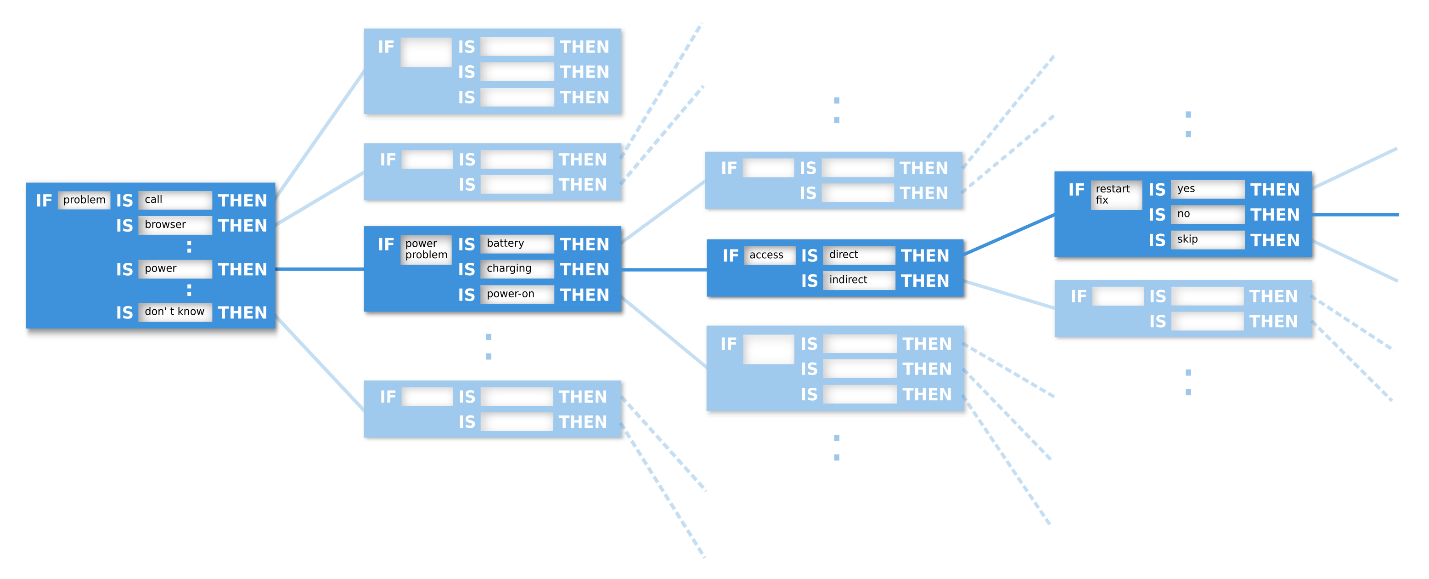 IF problem IS call THEN
IS browser THEN
:
IS power THEN
:
IS don' t know THEN
IF IS THEN
IS THEN
IS THEN
IF IS THEN
IS THEN
IF power problem IS battery THEN
IS charging THEN
IS power-on THEN
:
IF IS THEN
IS THEN
:
IF IS THEN
IS THEN
IF access IS direct THEN
IS indirect THEN
IF IS THEN
IS THEN
IS THEN
:
:
IF restart fix IS yes THEN
IS no THEN
IS skip THEN
IF IS THEN
IS THEN
: